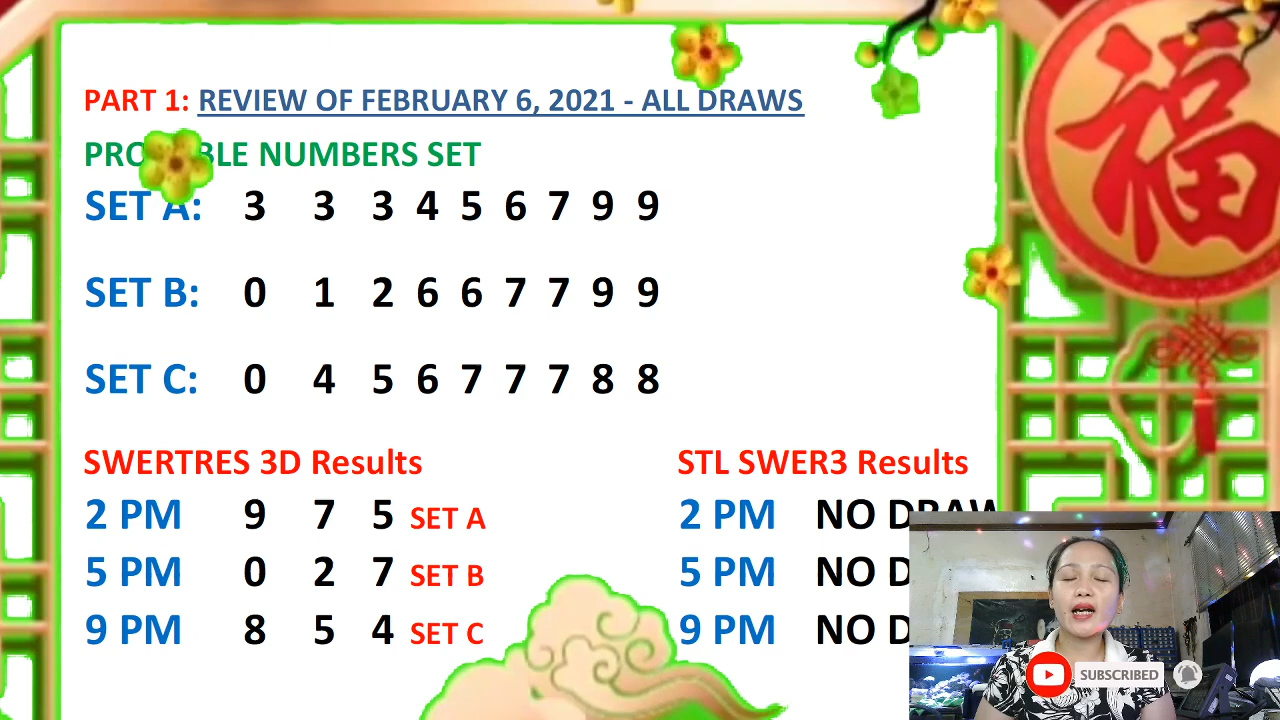 福
PART 1: REVIEW OF FEBRUARY 6, 2021 - ALL DRAWS
NUMBERS SET
SET A: 3 3 3 4 5 6 7 9 9
SET B: 0 1 2 6 6 7 7 9 9
SET C: 0 4 5 6 7 7 7 8 8
SWERTRES 3D Results
2 PM 9 7 5 SET A
5 PM 0 2 7 SET B
9 PM 8 5 4 SET C
STL SWER3 Results
2 PM NO DRAW
5 PM NO D
9 PM NO D
SUBSCRIBED